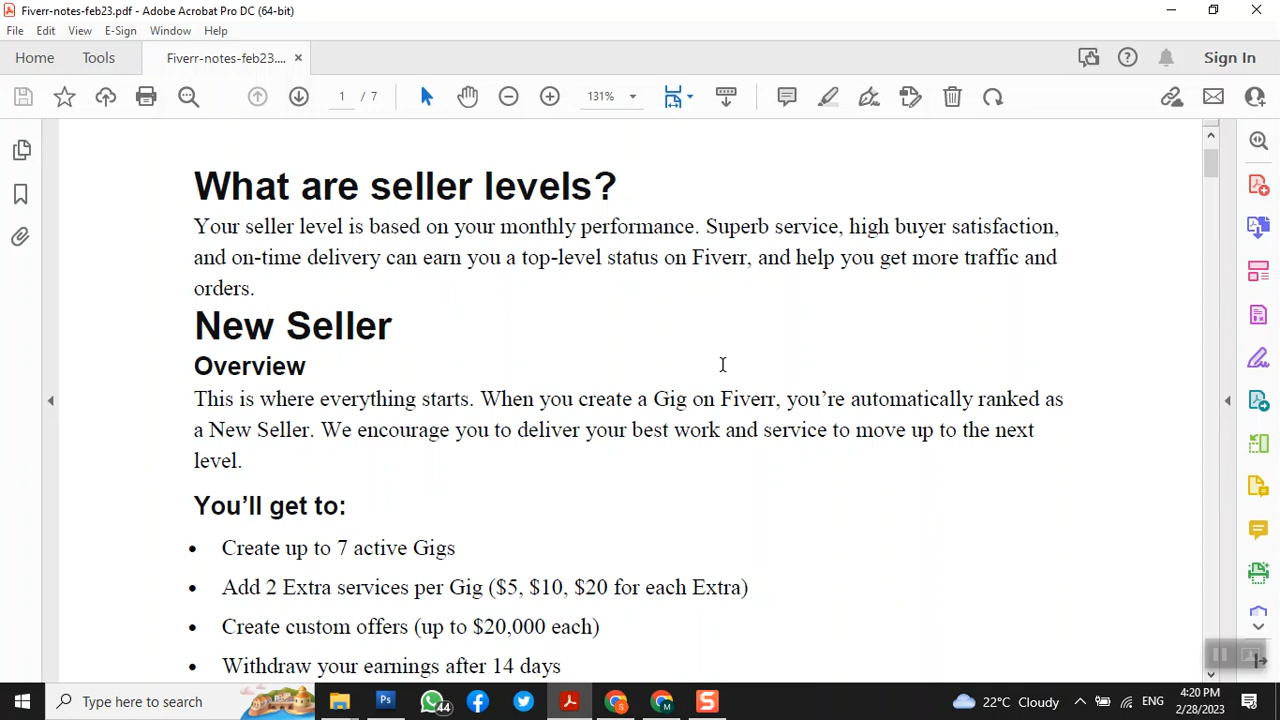 Fiverr-notes-feb23.pdf - Adobe Acrobat Pro DC (64-bit)
File Edit View E-Sign Window Help
Home Tools Fiverr-notes-feb23.... × Sign In
1 / 7 131%
What are seller levels?
Your seller level is based on your monthly performance. Superb service, high buyer satisfaction,
and on-time delivery can earn you a top-level status on Fiverr, and help you get more traffic and
orders.
New Seller
Overview
This is where everything starts. When you create a Gig on Fiverr, you’re automatically ranked as
a New Seller. We encourage you to deliver your best work and service to move up to the next
level.
You’ll get to:
• Create up to 7 active Gigs
• Add 2 Extra services per Gig ($5, $10, $20 for each Extra)
• Create custom offers (up to $20,000 each)
• Withdraw your earnings after 14 days
Type here to search Ps 44 S M S 22°C Cloudy ENG 4:20 PM
2/28/2023